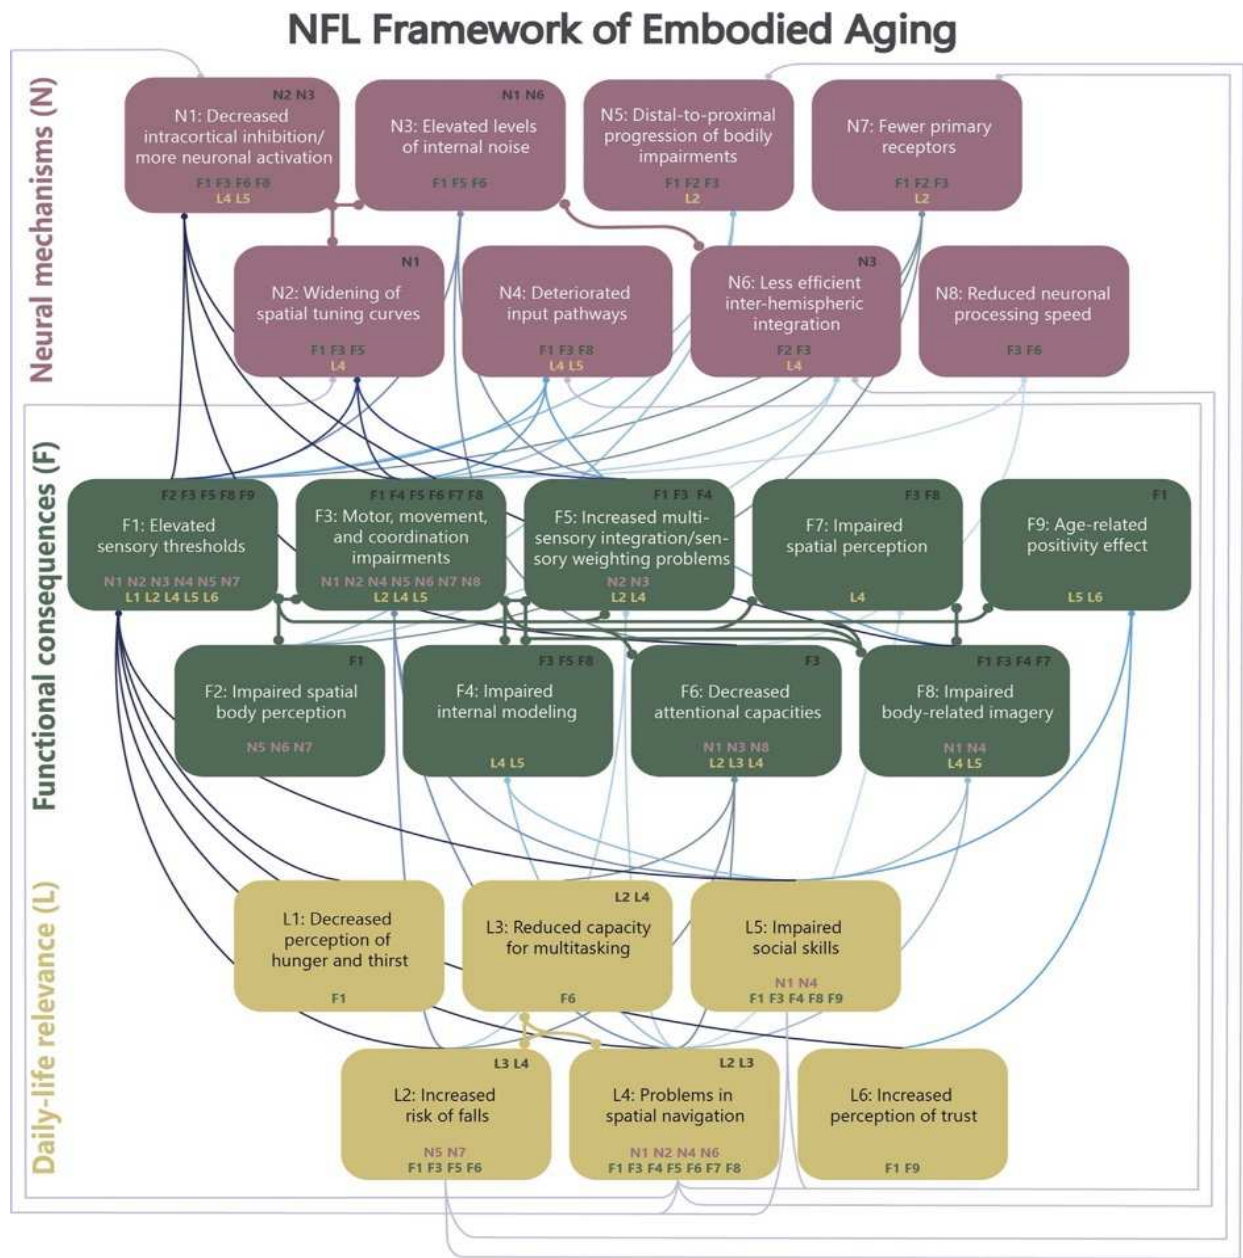 NFL Framework of Embodied Aging
Neural mechanisms (N)
N2 N3
N1: Decreased
intracortical inhibition/
more neuronal activation
F1 F3 F6 F8
L4 L5
N1 N6
N3: Elevated levels
of internal noise
F1 F5 F6
N5: Distal-to-proximal
progression of bodily
impairments
F1 F2 F3
L2
N7: Fewer primary
receptors
F1 F2 F3
L2
N1
N2: Widening of
spatial tuning curves
F1 F3 F5
L4
N4: Deteriorated
input pathways
F1 F3 F8
L4 L5
N3
N6: Less efficient
inter-hemispheric
integration
F2 F3
L4
N8: Reduced neuronal
processing speed
F3 F6
Functional consequences (F)
F2 F3 F5 F8 F9
F1: Elevated
sensory thresholds
N1 N2 N3 N4 N5 N7
L1 L2 L4 L5 L6
F1 F4 F5 F6 F7 F8
F3: Motor, movement,
and coordination
impairments
N1 N2 N4 N5 N6 N7 N8
L2 L4 L5
F1 F3 F4
F5: Increased multi-
sensory integration/sen-
sory weighting problems
N2 N3
L2 L4
F3 F8
F7: Impaired
spatial perception
L4
F1
F9: Age-related
positivity effect
L5 L6
F1
F2: Impaired spatial
body perception
N5 N6 N7
F3 F5 F8
F4: Impaired
internal modeling
L4 L5
F3
F6: Decreased
attentional capacities
N1 N3 N8
L2 L3 L4
F1 F3 F4 F7
F8: Impaired
body-related imagery
N1 N4
L4 L5
Daily-life relevance (L)
L1: Decreased
perception of
hunger and thirst
F1
L2 L4
L3: Reduced capacity
for multitasking
F6
L5: Impaired
social skills
N1 N4
F1 F3 F4 F8 F9
L3 L4
L2: Increased
risk of falls
N5 N7
F1 F3 F5 F6
L2 L3
L4: Problems in
spatial navigation
N1 N2 N4 N6
F1 F3 F4 F5 F6 F7 F8
L6: Increased
perception of trust
F1 F9